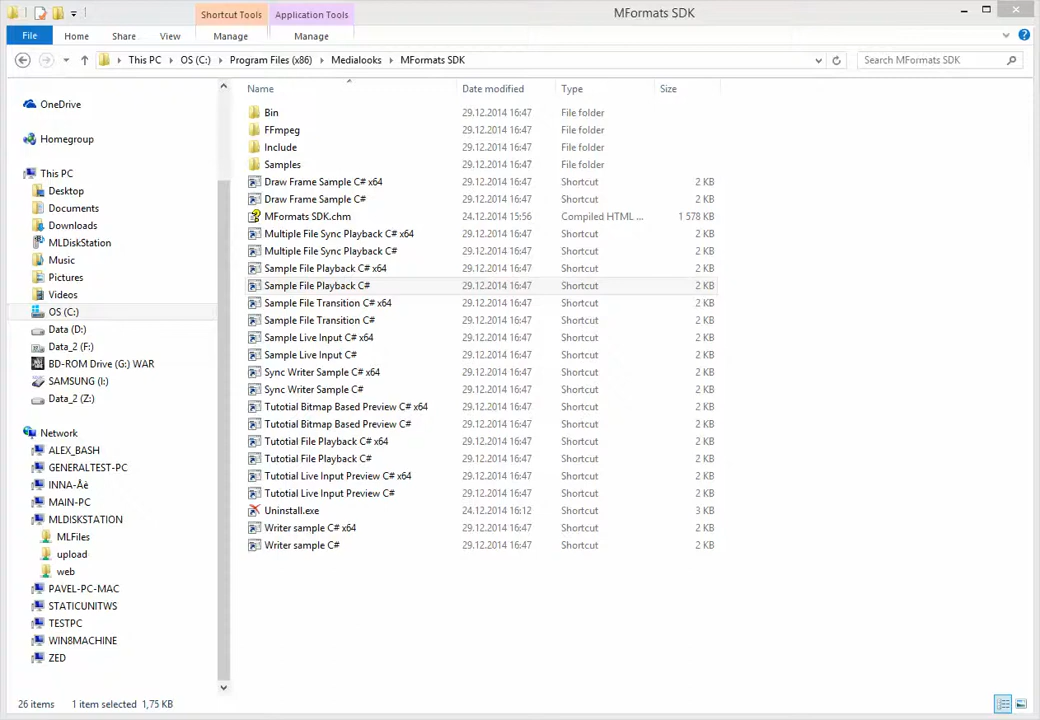 Shortcut Tools
Application Tools
MFormats SDK
File
Home
Share
View
Manage
Manage
This PC
OS (C:)
Program Files (x86)
Medialooks
MFormats SDK
Search MFormats SDK
Name
Date modified
Type
Size
Bin 29.12.2014 16:47 File folder
FFmpeg 29.12.2014 16:47 File folder
Include 29.12.2014 16:47 File folder
Samples 29.12.2014 16:47 File folder
Draw Frame Sample C# x64 29.12.2014 16:47 Shortcut 2 KB
Draw Frame Sample C# 29.12.2014 16:47 Shortcut 2 KB
MFormats SDK.chm 24.12.2014 15:56 Compiled HTML ... 1 578 KB
Multiple File Sync Playback C# x64 29.12.2014 16:47 Shortcut 2 KB
Multiple File Sync Playback C# 29.12.2014 16:47 Shortcut 2 KB
Sample File Playback C# x64 29.12.2014 16:47 Shortcut 2 KB
Sample File Playback C# 29.12.2014 16:47 Shortcut 2 KB
Sample File Transition C# x64 29.12.2014 16:47 Shortcut 2 KB
Sample File Transition C# 29.12.2014 16:47 Shortcut 2 KB
Sample Live Input C# x64 29.12.2014 16:47 Shortcut 2 KB
Sample Live Input C# 29.12.2014 16:47 Shortcut 2 KB
Sync Writer Sample C# x64 29.12.2014 16:47 Shortcut 2 KB
Sync Writer Sample C# 29.12.2014 16:47 Shortcut 2 KB
Tutotial Bitmap Based Preview C# x64 29.12.2014 16:47 Shortcut 2 KB
Tutotial Bitmap Based Preview C# 29.12.2014 16:47 Shortcut 2 KB
Tutotial File Playback C# x64 29.12.2014 16:47 Shortcut 2 KB
Tutotial File Playback C# 29.12.2014 16:47 Shortcut 2 KB
Tutotial Live Input Preview C# x64 29.12.2014 16:47 Shortcut 2 KB
Tutotial Live Input Preview C# 29.12.2014 16:47 Shortcut 2 KB
Uninstall.exe 24.12.2014 16:12 Shortcut 3 KB
Writer sample C# x64 29.12.2014 16:47 Shortcut 2 KB
Writer sample C# 29.12.2014 16:47 Shortcut 2 KB
OneDrive
Homegroup
This PC
Desktop
Documents
Downloads
MLDiskStation
Music
Pictures
Videos
OS (C:)
Data (D:)
Data_2 (F:)
BD-ROM Drive (G:) WAR
SAMSUNG (I:)
Data_2 (Z:)
Network
ALEX_BASH
GENERALTEST-PC
INNA-Åè
MAIN-PC
MLDISKSTATION
MLFiles
upload
web
PAVEL-PC-MAC
STATICUNITWS
TESTPC
WIN8MACHINE
ZED
26 items
1 item selected 1,75 KB